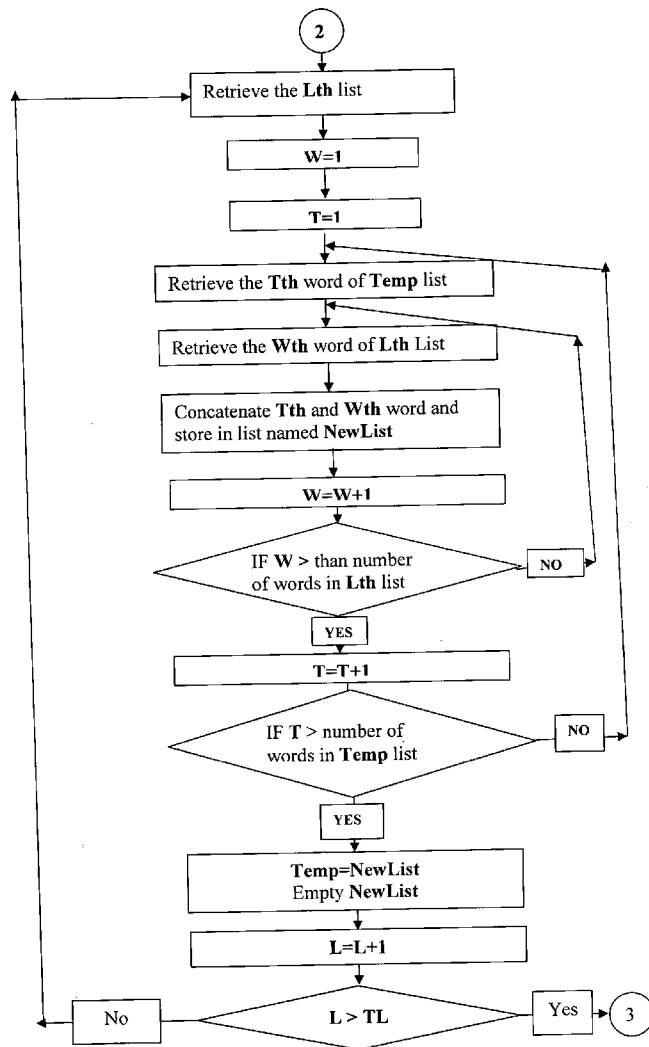 2
Retrieve the Lth list
W=1
T=1
Retrieve the Tth word of Temp list
Retrieve the Wth word of Lth List
Concatenate Tth and Wth word and
store in list named NewList
W=W+1
IF W > than number
of words in Lth list
NO
YES
T=T+1
IF T > number of
words in Temp list
NO
YES
Temp=NewList
Empty NewList
L=L+1
No
L > TL
Yes
3